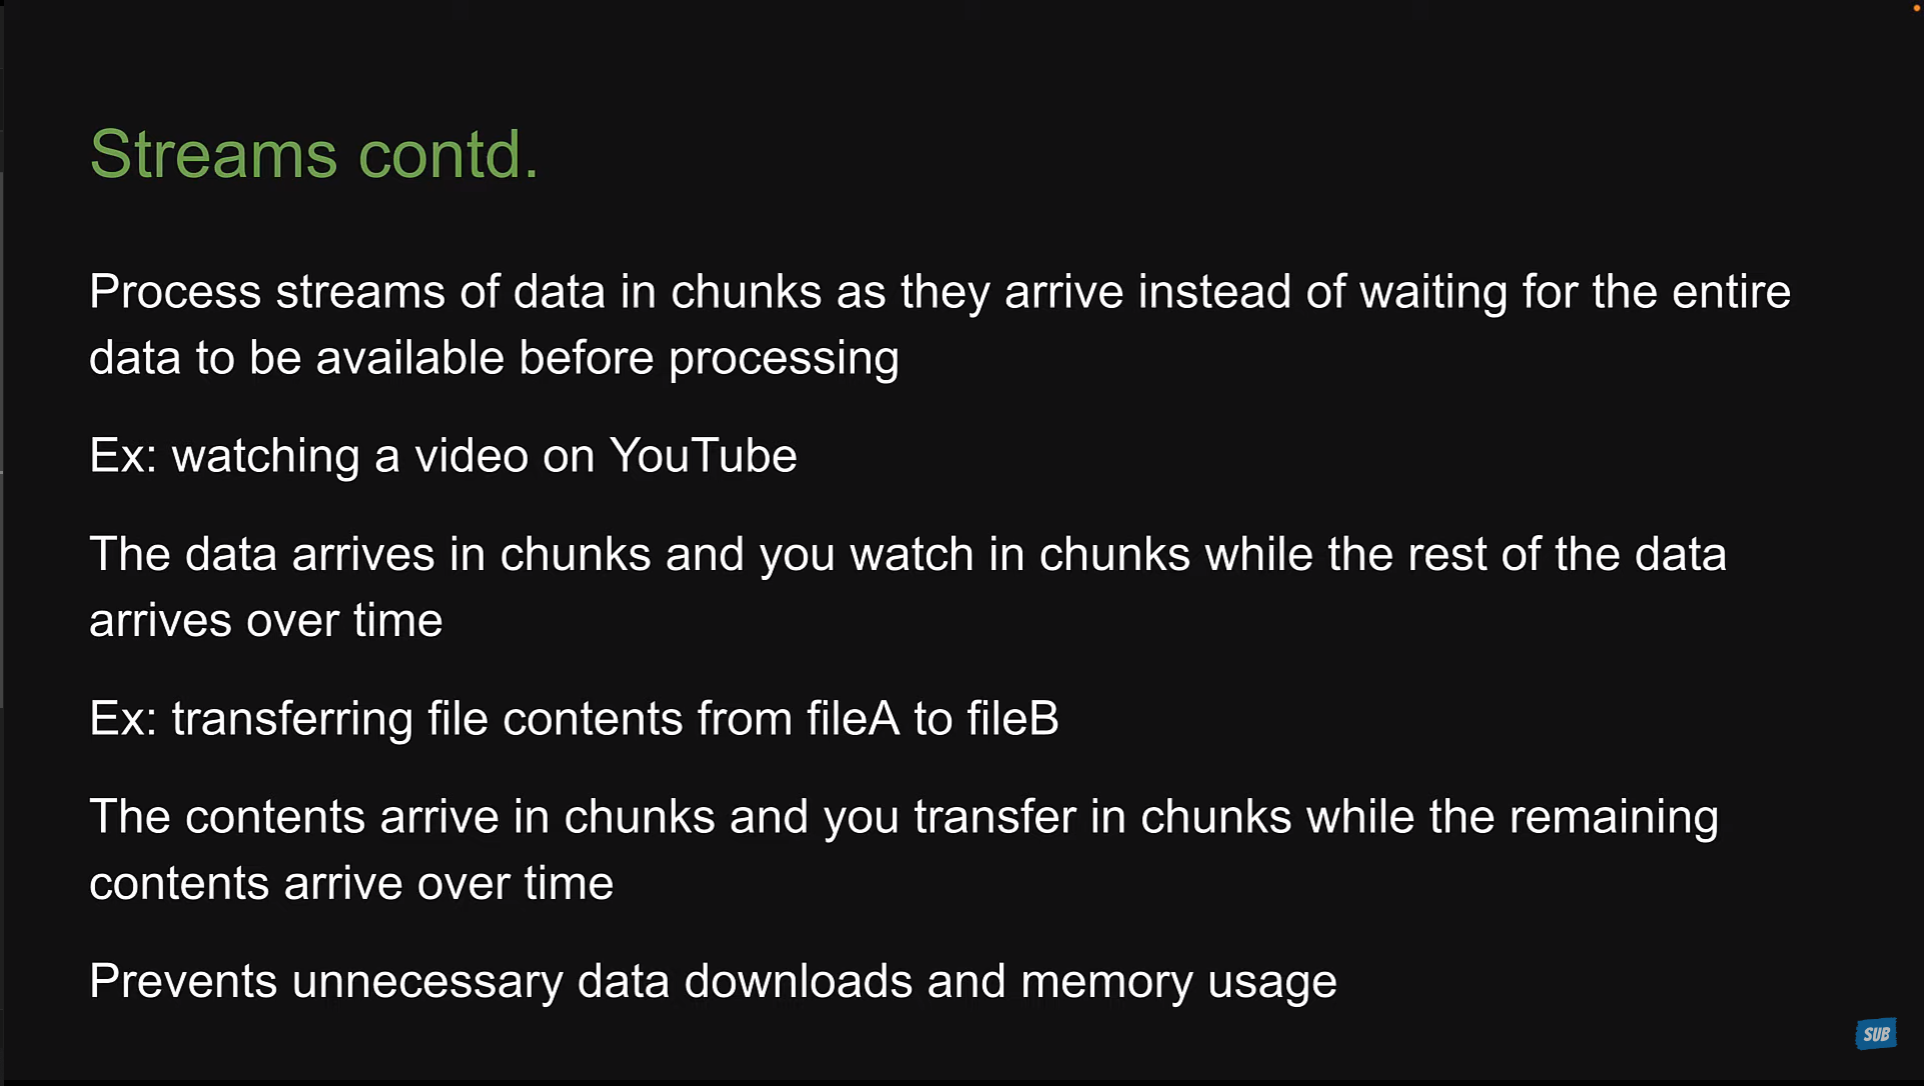 Streams contd.
Process streams of data in chunks as they arrive instead of waiting for the entire
data to be available before processing
Ex: watching a video on YouTube
The data arrives in chunks and you watch in chunks while the rest of the data
arrives over time
Ex: transferring file contents from fileA to fileB
The contents arrive in chunks and you transfer in chunks while the remaining
contents arrive over time
Prevents unnecessary data downloads and memory usage
SUB